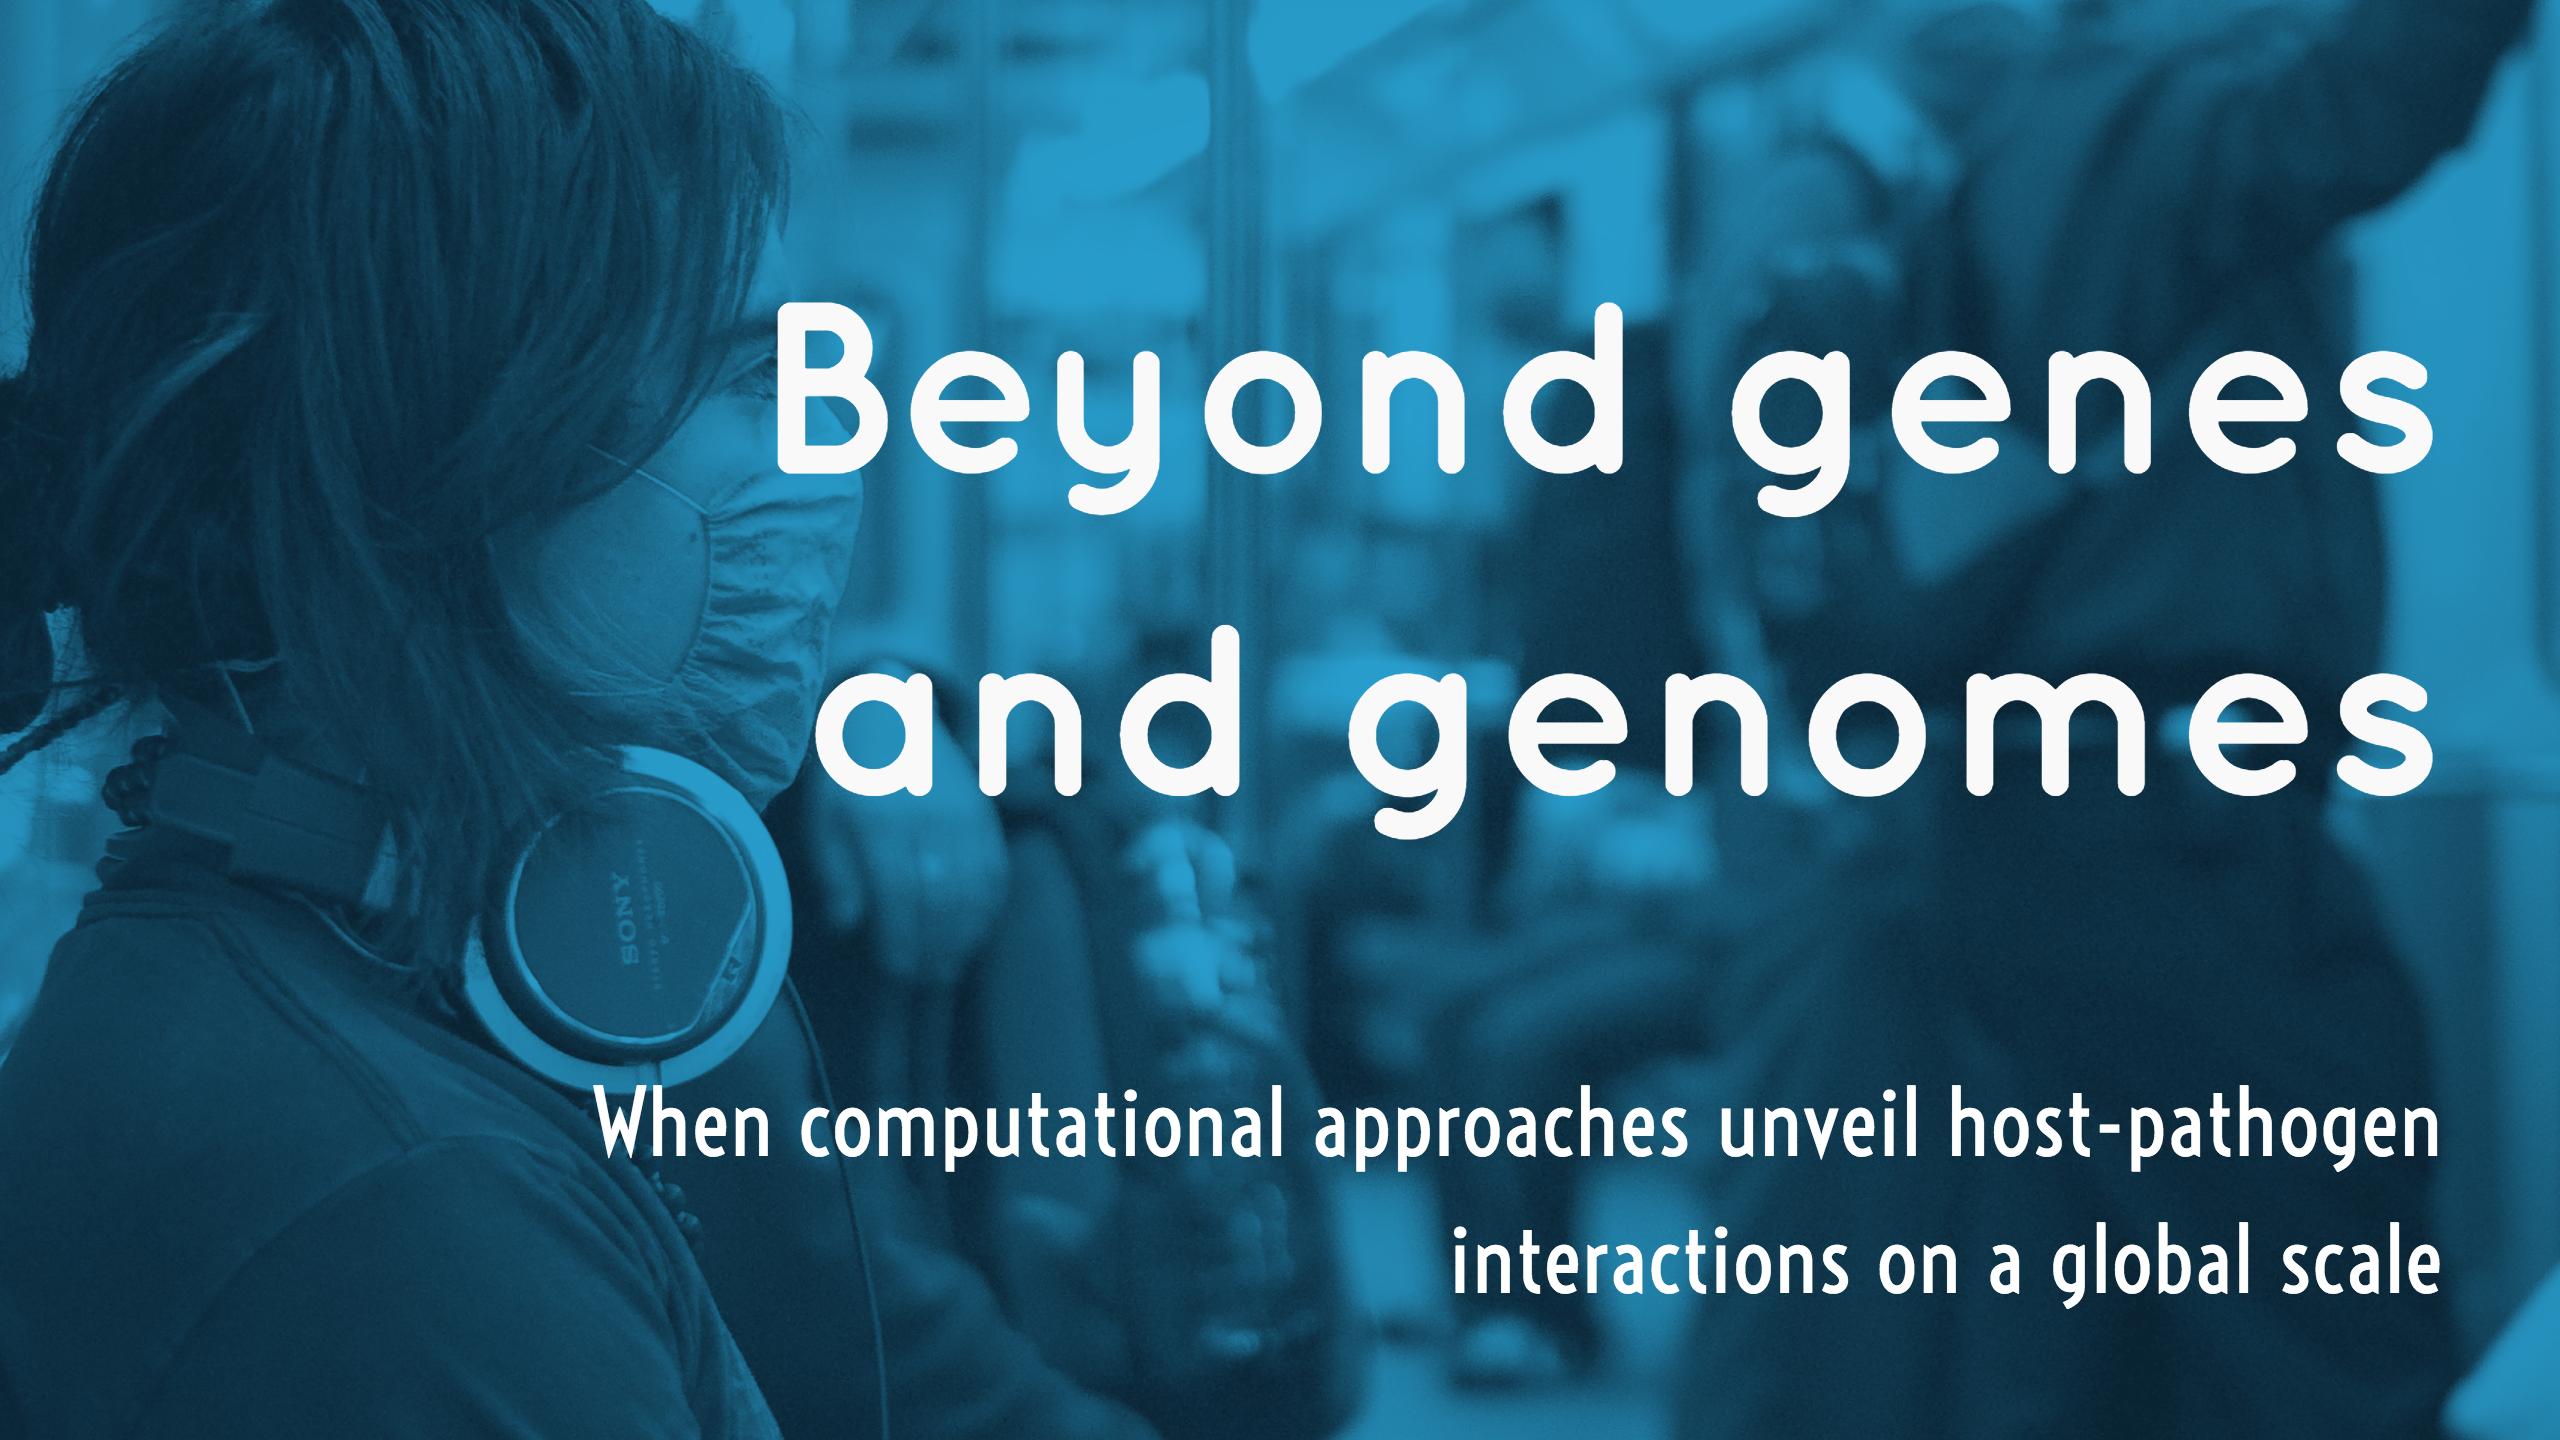 Beyond genes
and genomes
SONY
When computational approaches unveil host-pathogen
interactions on a global scale